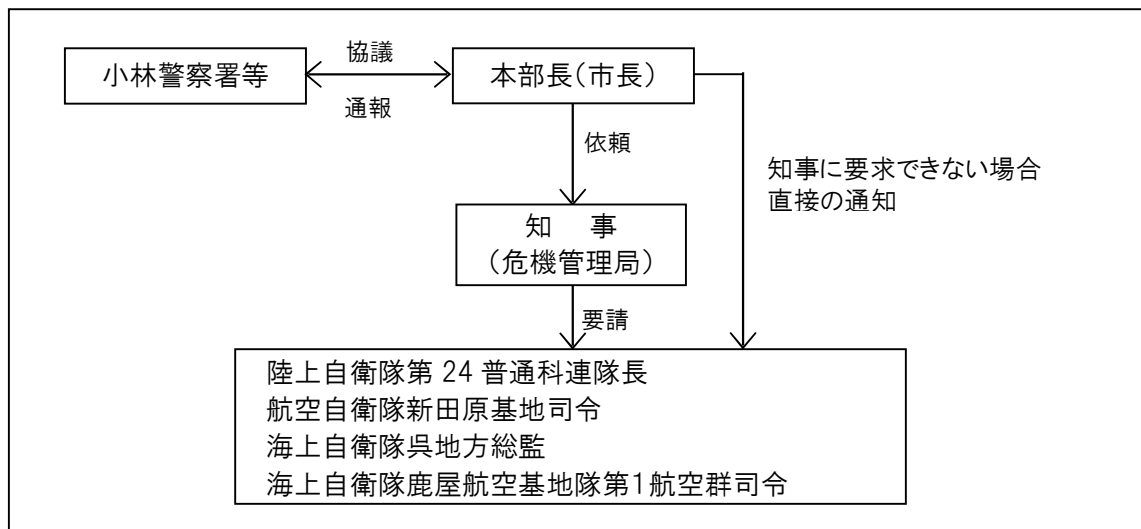 協議
小林警察署等
本部長（市長）
通報
依頼
知事に要求できない場合
直接の通知
知　事
（危機管理局）
要請
陸上自衛隊第 24 普通科連隊長
航空自衛隊新田原基地司令
海上自衛隊呉地方総監
海上自衛隊鹿屋航空基地隊第１航空群司令